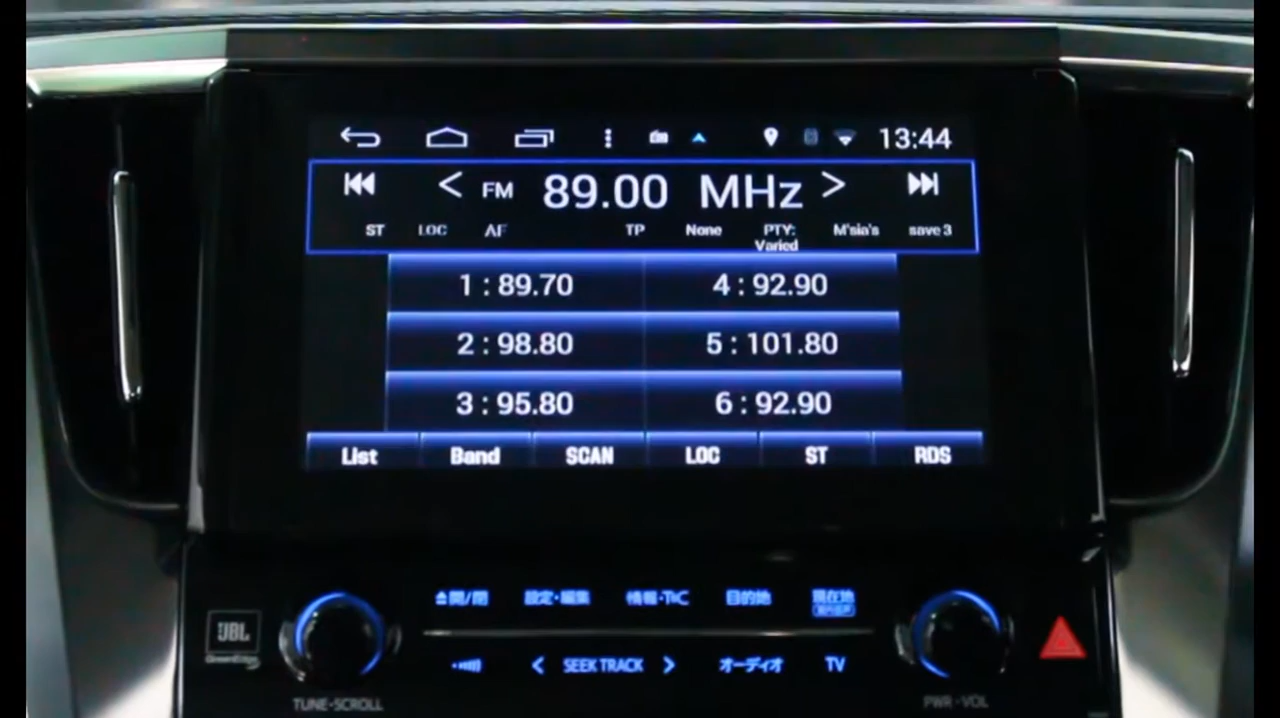 13:44
FM 89.00 MHz
ST LOC AF TP None PTY: Varied M'sia's save 3
1 : 89.70 4 : 92.90
2 : 98.80 5 : 101.80
3 : 95.80 6 : 92.90
List Band SCAN LOC ST RDS
開/閉 設定・編集 情報・T.C 目的地 現在地
JBL
SEEK TRACK オーディオ TV
TUNE・SCROLL PWR・VOL